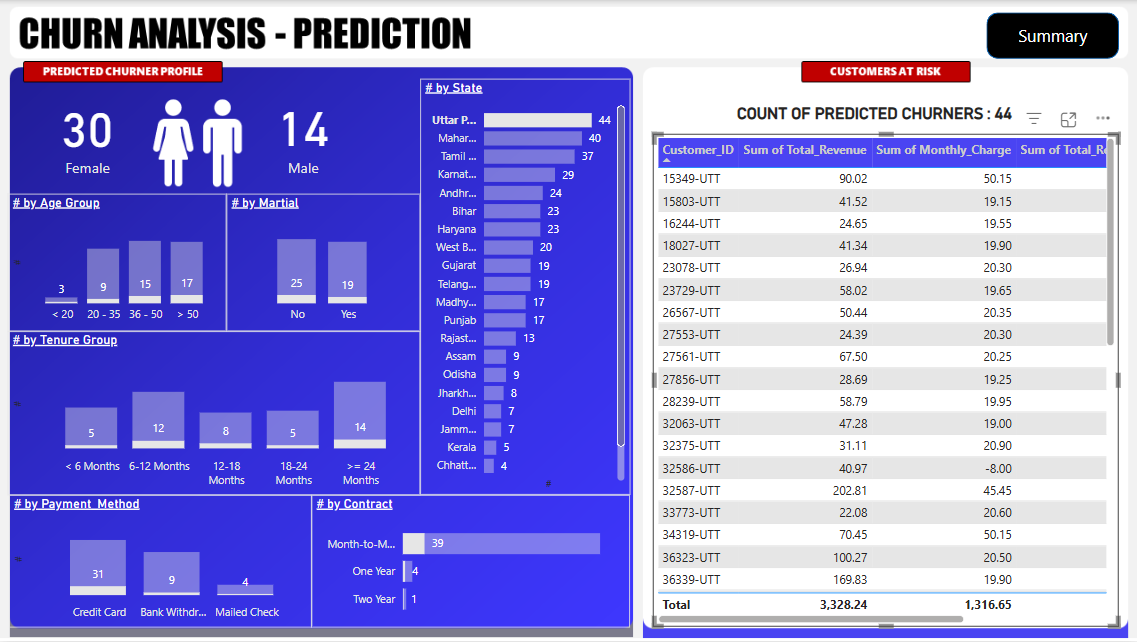 CHURN ANALYSIS - PREDICTION
Summary
PREDICTED CHURNER PROFILE
30
Female
14
Male
# by State
Uttar P... 44
Mahar... 40
Tamil ... 37
Karnat... 29
Andhr... 24
Bihar 23
Haryana 23
West B... 20
Gujarat 19
Telang... 19
Madhy... 17
Punjab 17
Rajast... 13
Assam 9
Odisha 9
Jharkh... 8
Delhi 7
Jamm... 7
Kerala 5
Chhatt... 4
#
# by Age Group
3 9 15 17
< 20 20 - 35 36 - 50 > 50
# by Martial
25 19
No Yes
# by Tenure Group
5 12 8 5 14
< 6 Months 6-12 Months 12-18 Months 18-24 Months >= 24 Months
# by Payment_Method
31 9 4
Credit Card Bank Withdr... Mailed Check
# by Contract
Month-to-M... 39
One Year 4
Two Year 1
CUSTOMERS AT RISK
COUNT OF PREDICTED CHURNERS : 44
Customer_ID Sum of Total_Revenue Sum of Monthly_Charge Sum of Total_Re
15349-UTT 90.02 50.15
15803-UTT 41.52 19.15
16244-UTT 24.65 19.55
18027-UTT 41.34 19.90
23078-UTT 26.94 20.30
23729-UTT 58.02 19.65
26567-UTT 50.44 20.35
27553-UTT 24.39 20.30
27561-UTT 67.50 20.25
27856-UTT 28.69 19.25
28239-UTT 58.79 19.95
32063-UTT 47.28 19.00
32375-UTT 31.11 20.90
32586-UTT 40.97 -8.00
32587-UTT 202.81 45.45
33773-UTT 22.08 20.60
34319-UTT 70.45 50.15
36323-UTT 100.27 20.50
36339-UTT 169.83 19.90
Total 3,328.24 1,316.65